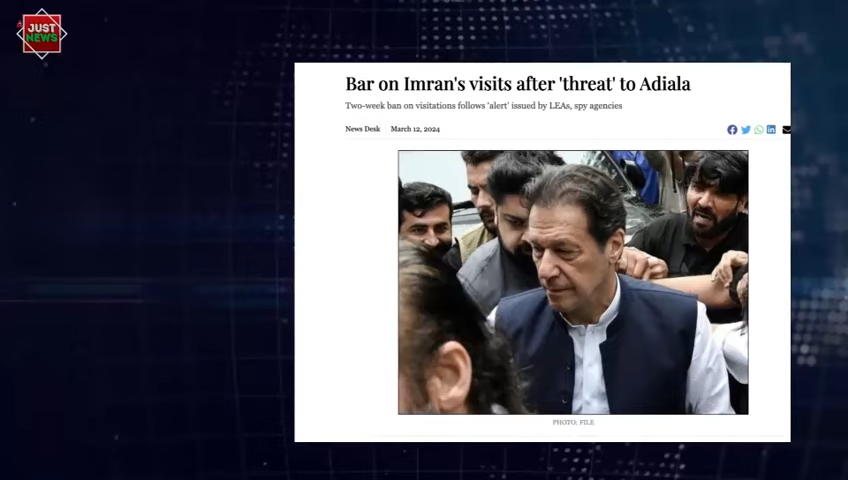 JUST
NEWS
Bar on Imran's visits after 'threat' to Adiala
Two-week ban on visitations follows 'alert' issued by LEAs, spy agencies
News Desk March 12, 2024
PHOTO: FILE